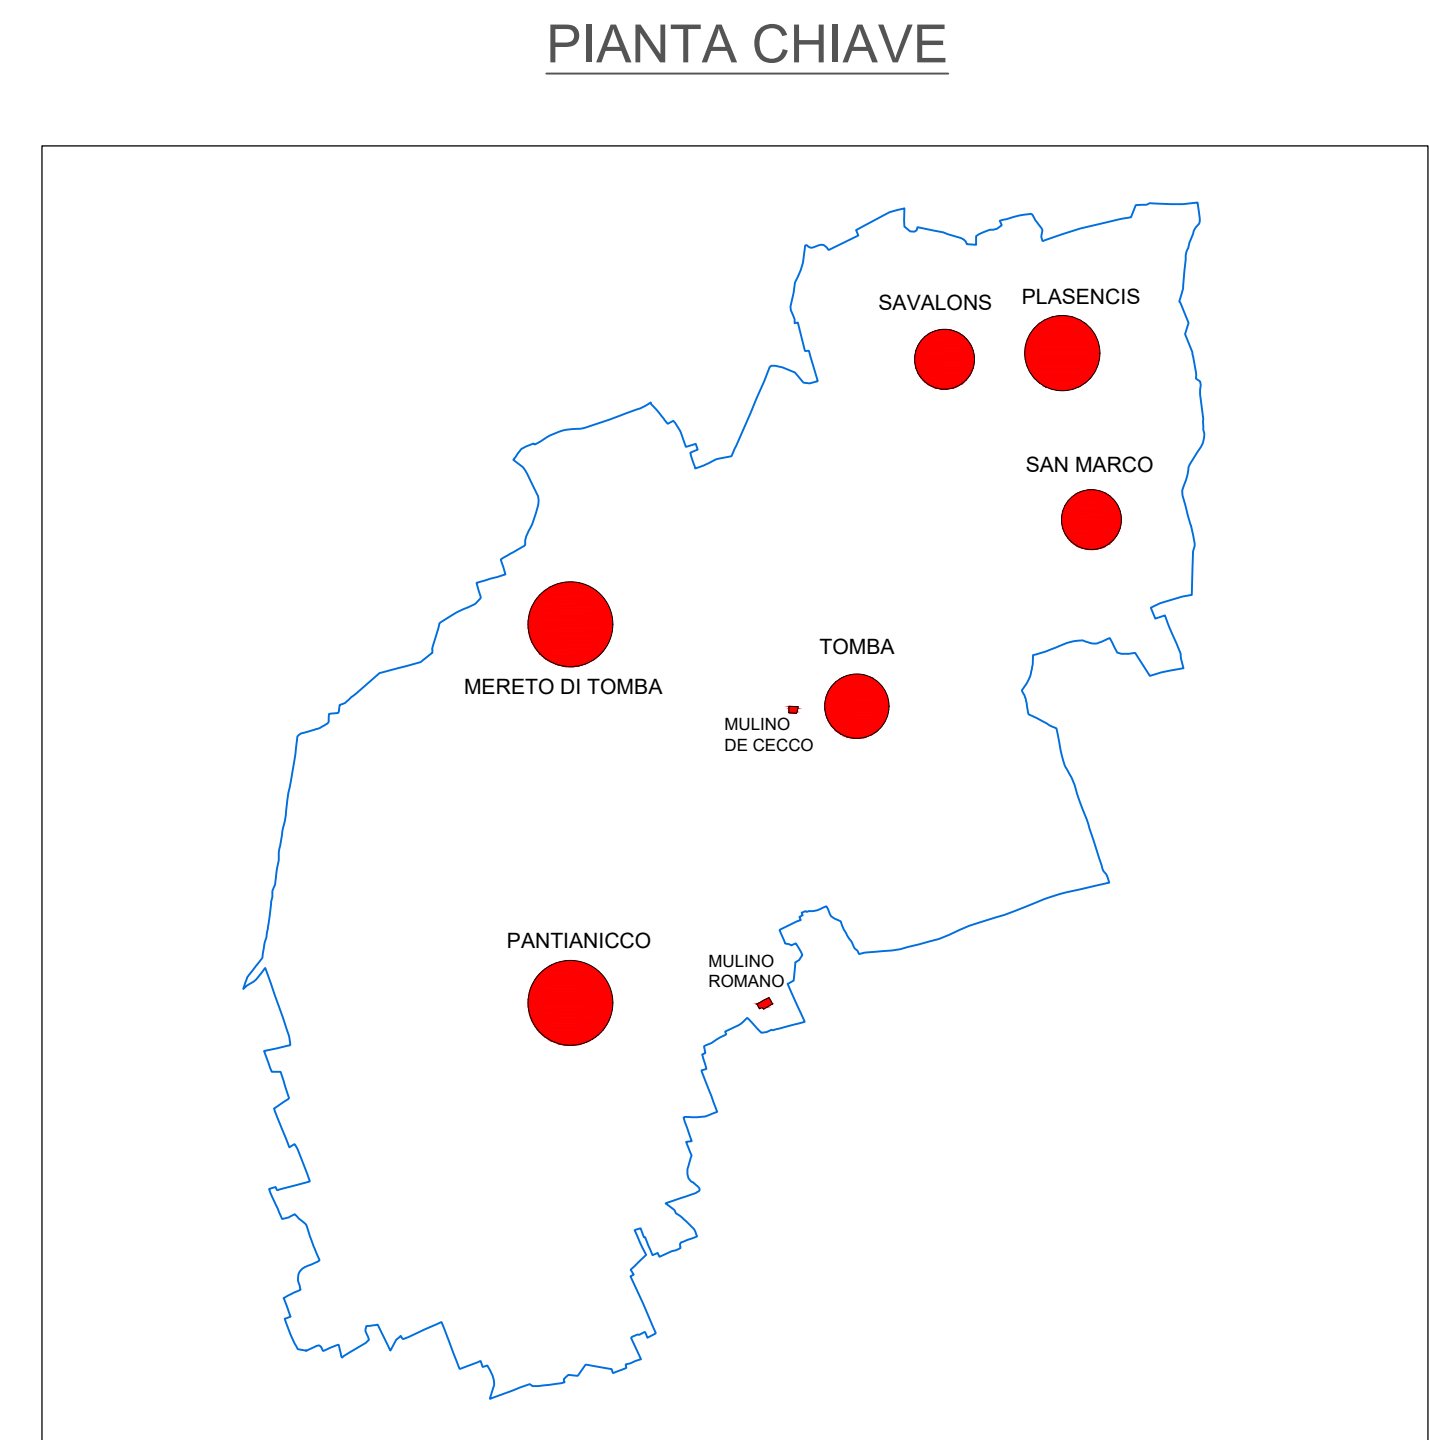 PIANTA CHIAVE
SAVALONS
PLASENCIS
SAN MARCO
TOMBA
MERETO DI TOMBA
MULINO
DE CECCO
PANTIANICCO
MULINO
ROMANO